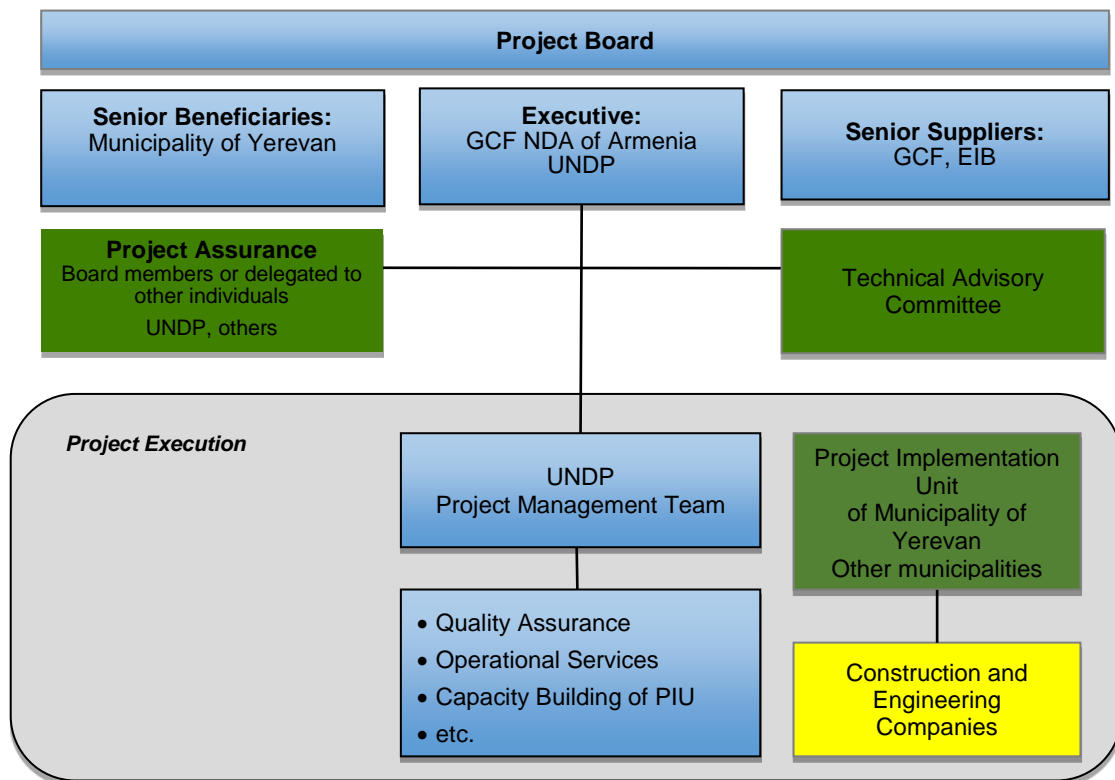 Project Board
Senior Beneficiaries:
Municipality of Yerevan
Executive:
GCF NDA of Armenia
UNDP
Senior Suppliers:
GCF, EIB
Project Assurance
Board members or delegated to
other individuals
UNDP, others
Technical Advisory
Committee
Project Execution
UNDP
Project Management Team
Project Implementation
Unit
of Municipality of
Yerevan
Other municipalities
• Quality Assurance
• Operational Services
• Capacity Building of PIU
• etc.
Construction and
Engineering
Companies